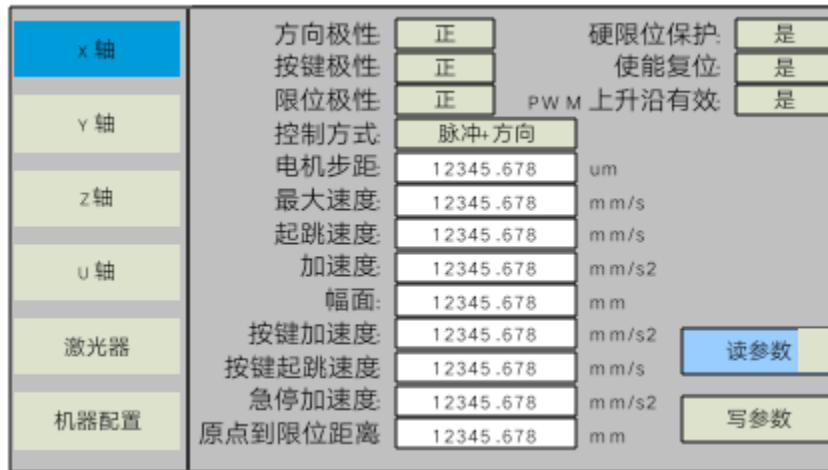 X 轴
Y 轴
Z 轴
U 轴
激光器
机器配置
方向极性: 正 硬限位保护: 是
按键极性: 正 使能复位: 是
限位极性: 正 PWM上升沿有效: 是
控制方式: 脉冲+方向
电机步距: 12345.678 um
最大速度: 12345.678 mm/s
起跳速度: 12345.678 mm/s
加速度: 12345.678 mm/s2
幅面: 12345.678 mm
按键加速度: 12345.678 mm/s2
按键起跳速度: 12345.678 mm/s
急停加速度: 12345.678 mm/s2
原点到限位距离: 12345.678 mm
读参数
写参数